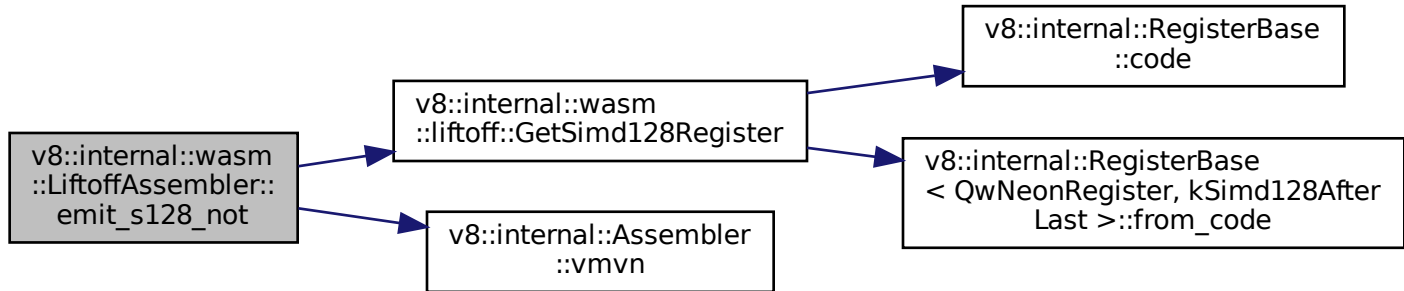 v8::internal::wasm
::LiftoffAssembler::
emit_s128_not
v8::internal::wasm
::liftoff::GetSimd128Register
v8::internal::RegisterBase
::code
v8::internal::RegisterBase
< QwNeonRegister, kSimd128After
Last >::from_code
v8::internal::Assembler
::vmvn